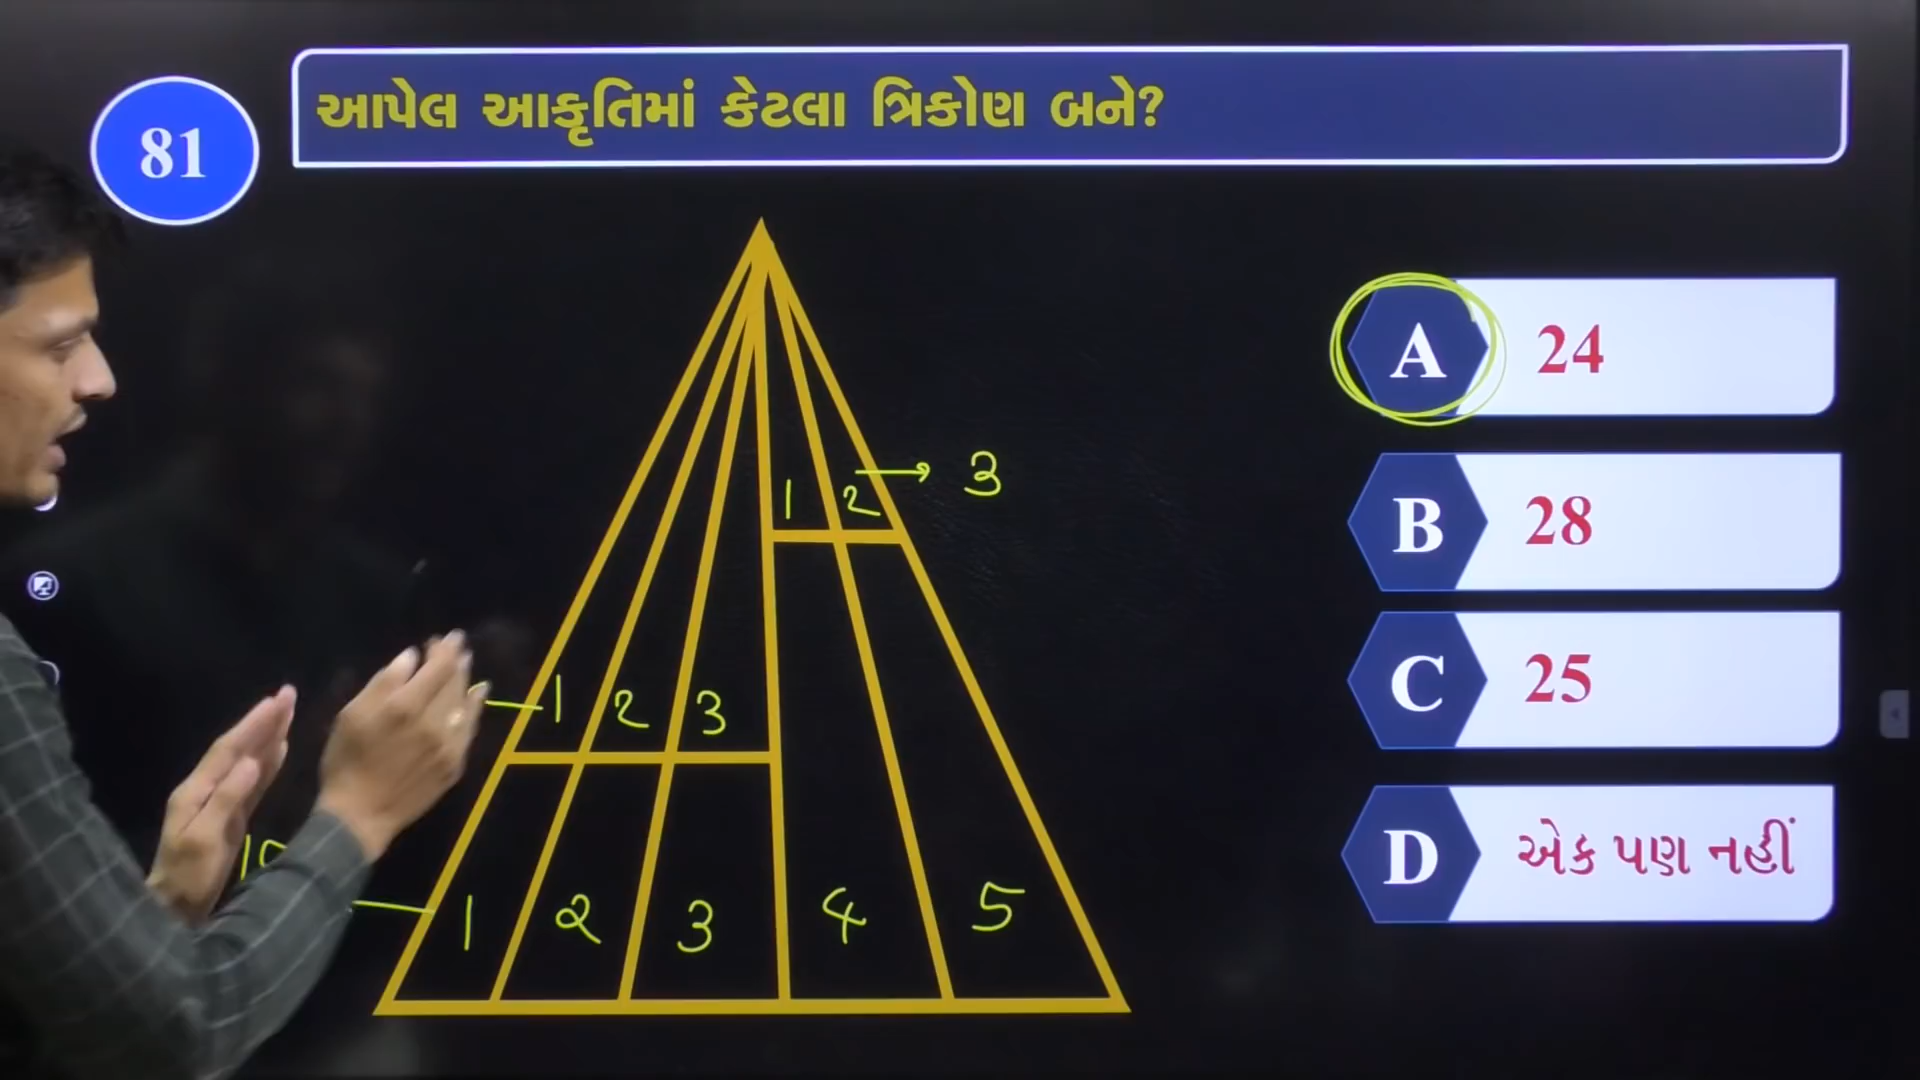 81
આપેલ આકૃતિમાં કેટલા ત્રિકોણ બને?
A 24
B 28
C 25
D એક પણ નહીં
1 2 → 3
1 2 3
1 2 3 4 5